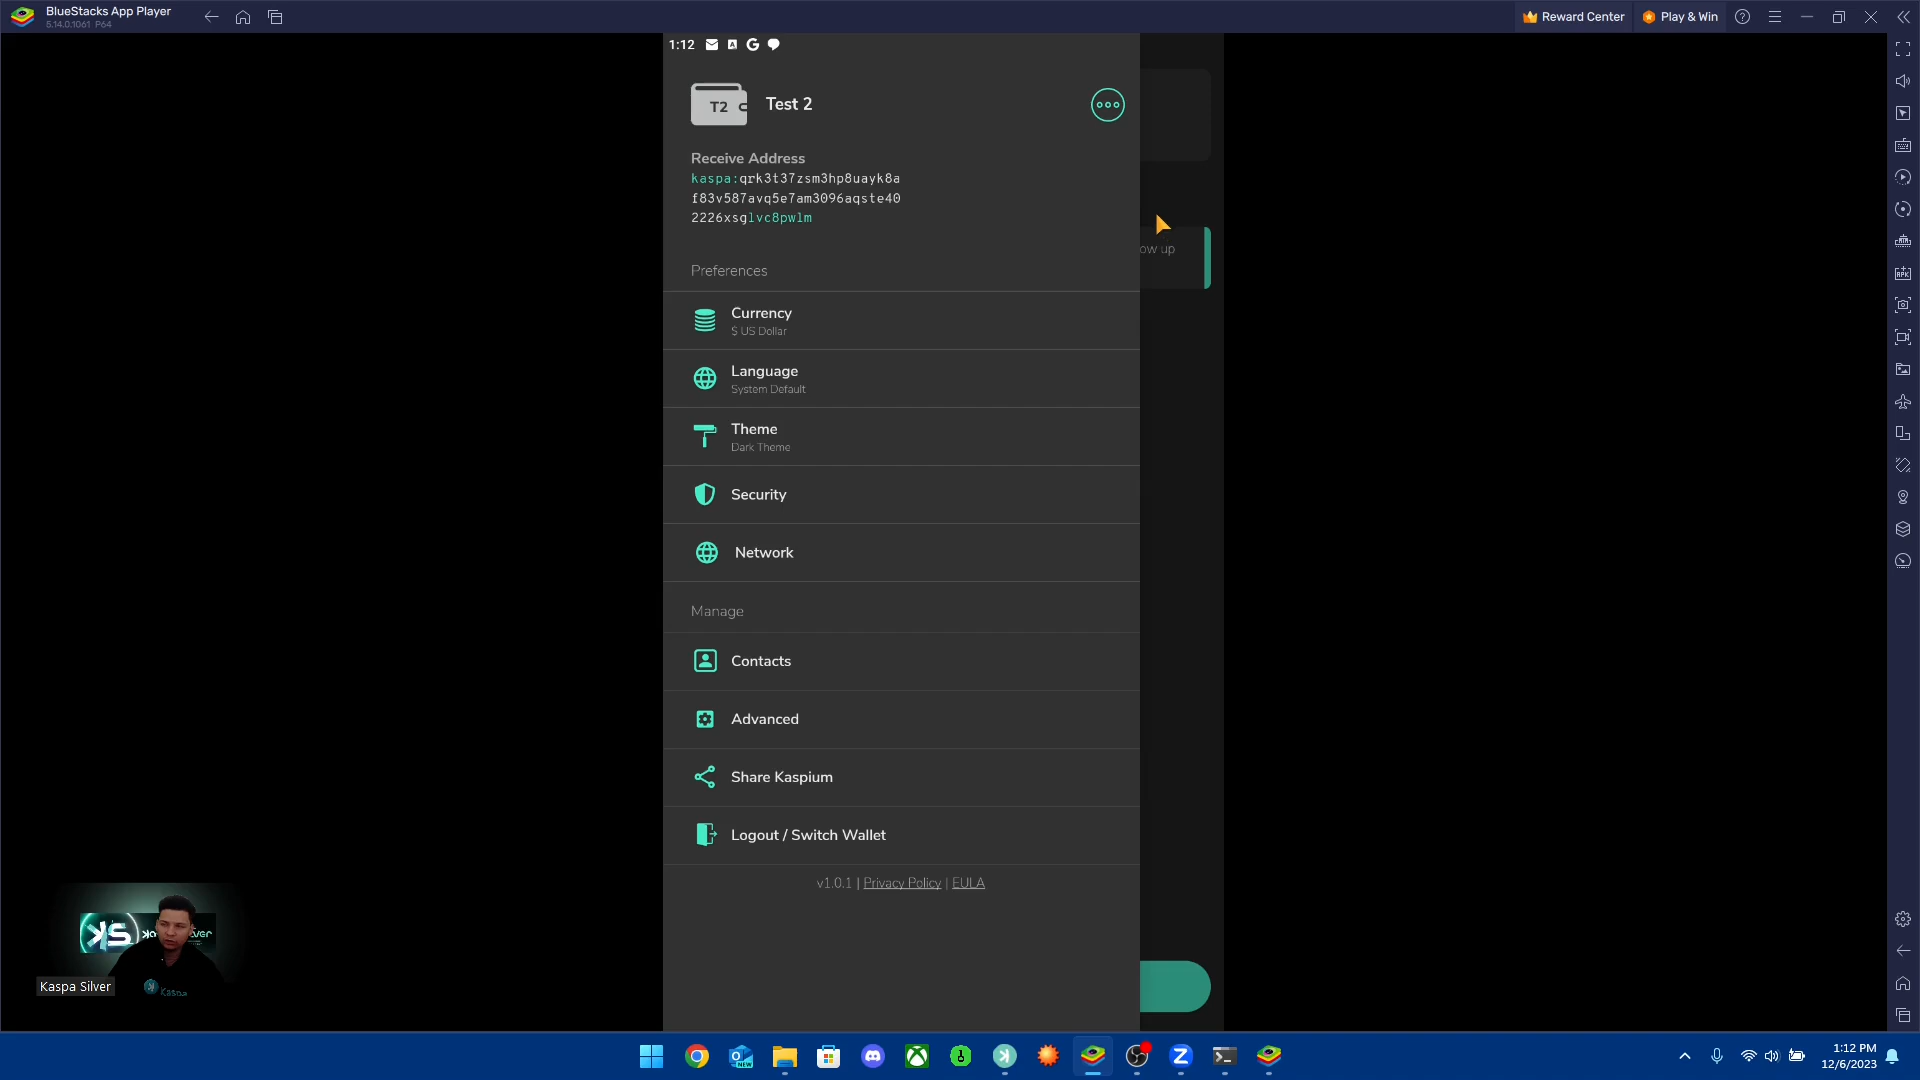 BlueStacks App Player
5.14.0.1061 P64
Reward Center
Play & Win
1:12
T2
Test 2
Receive Address
kaspa:qrk3t37zsm3hp8uayk8a
f83v587avq5e7am3096aqste40
2226xsglvc8pwlm
ow up
Preferences
Currency
$ US Dollar
Language
System Default
Theme
Dark Theme
Security
Network
Manage
Contacts
Advanced
Share Kaspium
Logout / Switch Wallet
v1.0.1 | Privacy Policy | EULA
Kaspa Silver
Kaspa
1:12 PM
12/6/2023